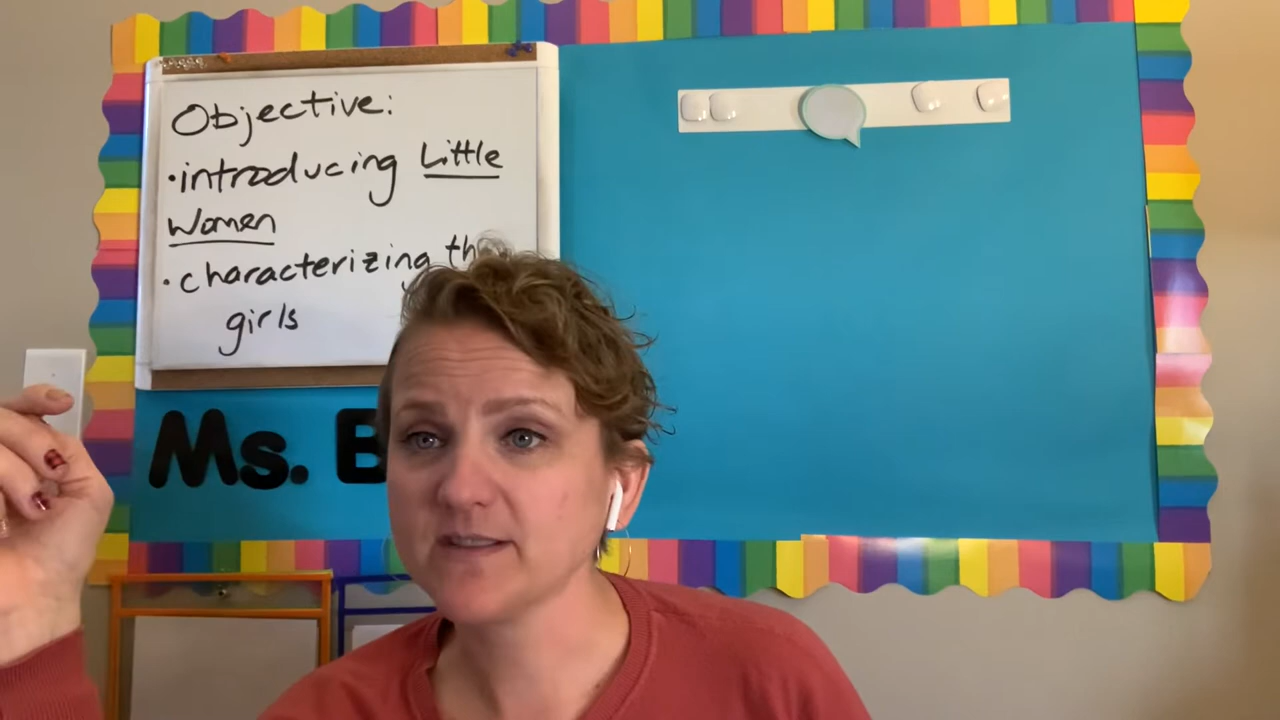 Objective:
•introducing Little
Women
•characterizing
girls
Ms. B